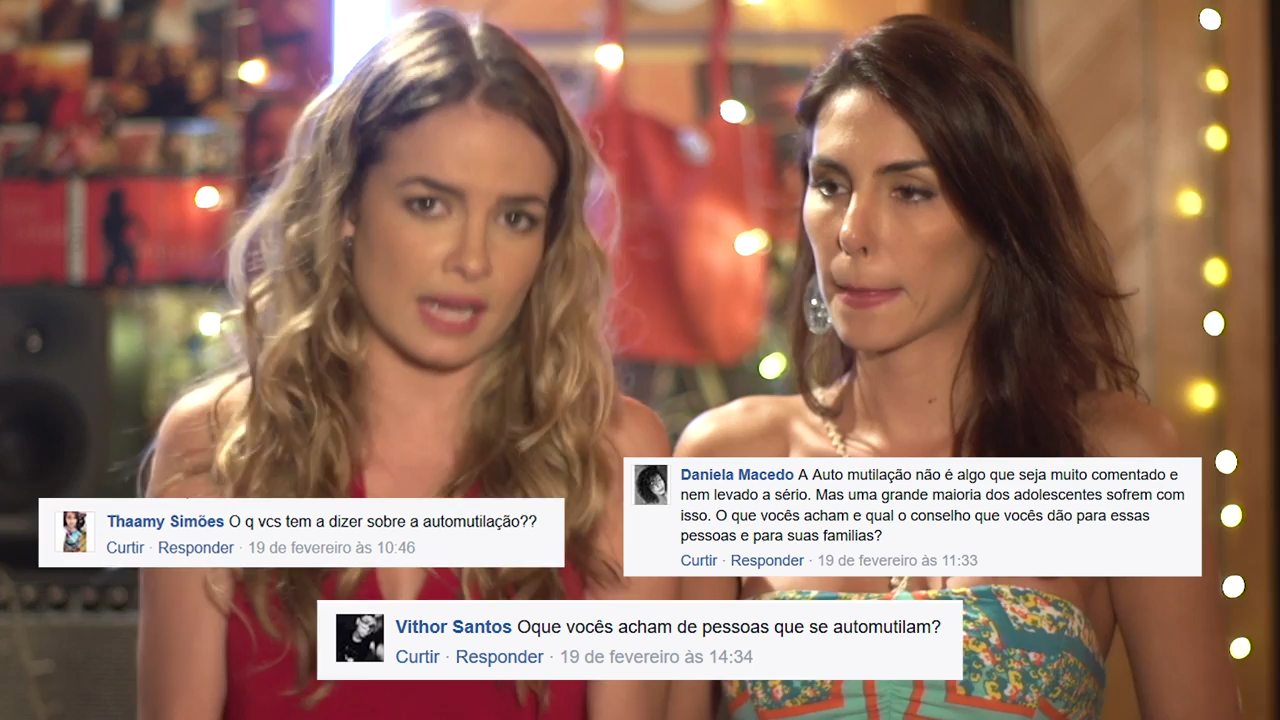 Thaamy Simões O q vcs tem a dizer sobre a automutilação??
Curtir · Responder · 19 de fevereiro às 10:46
Daniela Macedo A Auto mutilação não é algo que seja muito comentado e
nem levado a sério. Mas uma grande maioria dos adolescentes sofrem com
isso. O que vocês acham e qual o conselho que vocês dão para essas
pessoas e para suas familias?
Curtir · Responder · 19 de fevereiro às 11:33
Vithor Santos Oque vocês acham de pessoas que se automutilam?
Curtir · Responder · 19 de fevereiro às 14:34